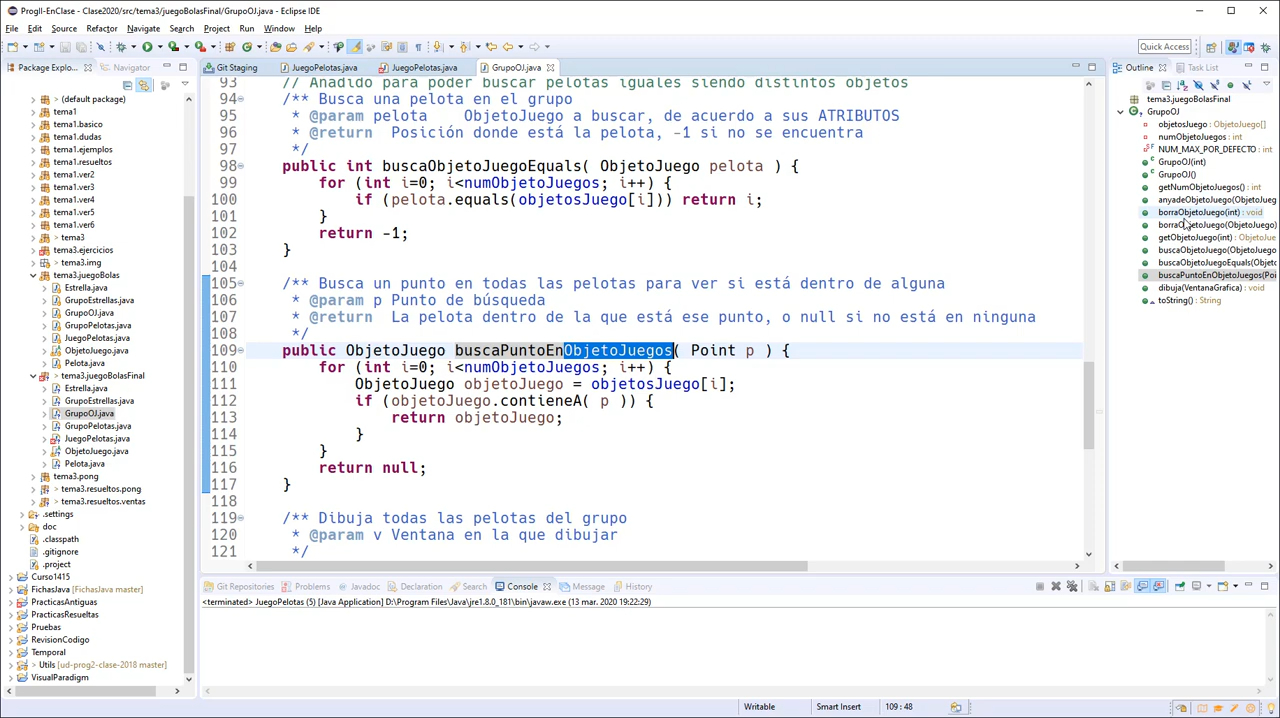 ProgII-EnClase - Clase2020/src/tema3/juegoBolasFinal/GrupoOJ.java - Eclipse IDE
File Edit Source Refactor Navigate Search Project Run Window Help
Quick Access
Package Explo... Navigator
Git Staging JuegoPelotas.java JuegoPelotas.java GrupoOJ.java
Outline Task List
(default package)
tema1
tema1.dudas
tema1.ejemplos
tema1.resueltos
tema1.ver2
tema1.ver3
tema1.ver4
tema1.ver5
tema1.ver6
> tema3
tema3.ejercicios
> tema3.img
tema3.juegoBolas
Estrella.java
GrupoEstrellas.java
GrupoOJ.java
GrupoPelotas.java
JuegoPelotas.java
ObjetoJuego.java
Pelota.java
tema3.juegoBolasFinal
Estrella.java
GrupoEstrellas.java
GrupoOJ.java
GrupoPelotas.java
JuegoPelotas.java
ObjetoJuego.java
Pelota.java
tema3.pong
> tema3.resueltos.pong
> tema3.resueltos.ventas
.settings
doc
.classpath
.gitignore
.project
Curso1415
FichasJava [FichasJava master]
PracticasAntiguas
PracticasResueltas
Pruebas
RevisionCodigo
Temporal
> Utils [ud-prog2-clase-2018 master]
VisualParadigm
93 // Añadido para poder buscar pelotas iguales siendo distintos objetos
94 /** Busca una pelota en el grupo
95 * @param pelota ObjetoJuego a buscar, de acuerdo a sus ATRIBUTOS
96 * @return Posición donde está la pelota, -1 si no se encuentra
97 */
98 public int buscaObjetoJuegoEquals( ObjetoJuego pelota ) {
99 for (int i=0; i<numObjetoJuegos; i++) {
100 if (pelota.equals(objetosJuego[i])) return i;
101 }
102 return -1;
103 }
104
105 /** Busca un punto en todas las pelotas para ver si está dentro de alguna
106 * @param p Punto de búsqueda
107 * @return La pelota dentro de la que está ese punto, o null si no está en ninguna
108 */
109 public ObjetoJuego buscaPuntoEnObjetoJuegos( Point p ) {
110 for (int i=0; i<numObjetoJuegos; i++) {
111 ObjetoJuego objetoJuego = objetosJuego[i];
112 if (objetoJuego.contieneA( p )) {
113 return objetoJuego;
114 }
115 }
116 return null;
117 }
118
119 /** Dibuja todas las pelotas del grupo
120 * @param v Ventana en la que dibujar
121 */
tema3.juegoBolasFinal
GrupoOJ
objetosJuego : ObjetoJuego[]
numObjetoJuegos : int
NUM_MAX_POR_DEFECTO : int
GrupoOJ(int)
GrupoOJ()
getNumObjetoJuegos() : int
anyadeObjetoJuego(ObjetoJueg
borraObjetoJuego(int) : void
borraObjetoJuego(ObjetoJuego)
getObjetoJuego(int) : ObjetoJue
buscaObjetoJuego(ObjetoJuego
buscaObjetoJuegoEquals(Objeto
buscaPuntoEnObjetoJuegos(Poi
dibuja(VentanaGrafica) : void
toString() : String
Git Repositories Problems Javadoc Declaration Search Console Message History
<terminated> JuegoPelotas (5) [Java Application] D:\Program Files\Java\jre1.8.0_181\bin\javaw.exe (13 mar. 2020 19:22:29)
Writable Smart Insert 109 : 48